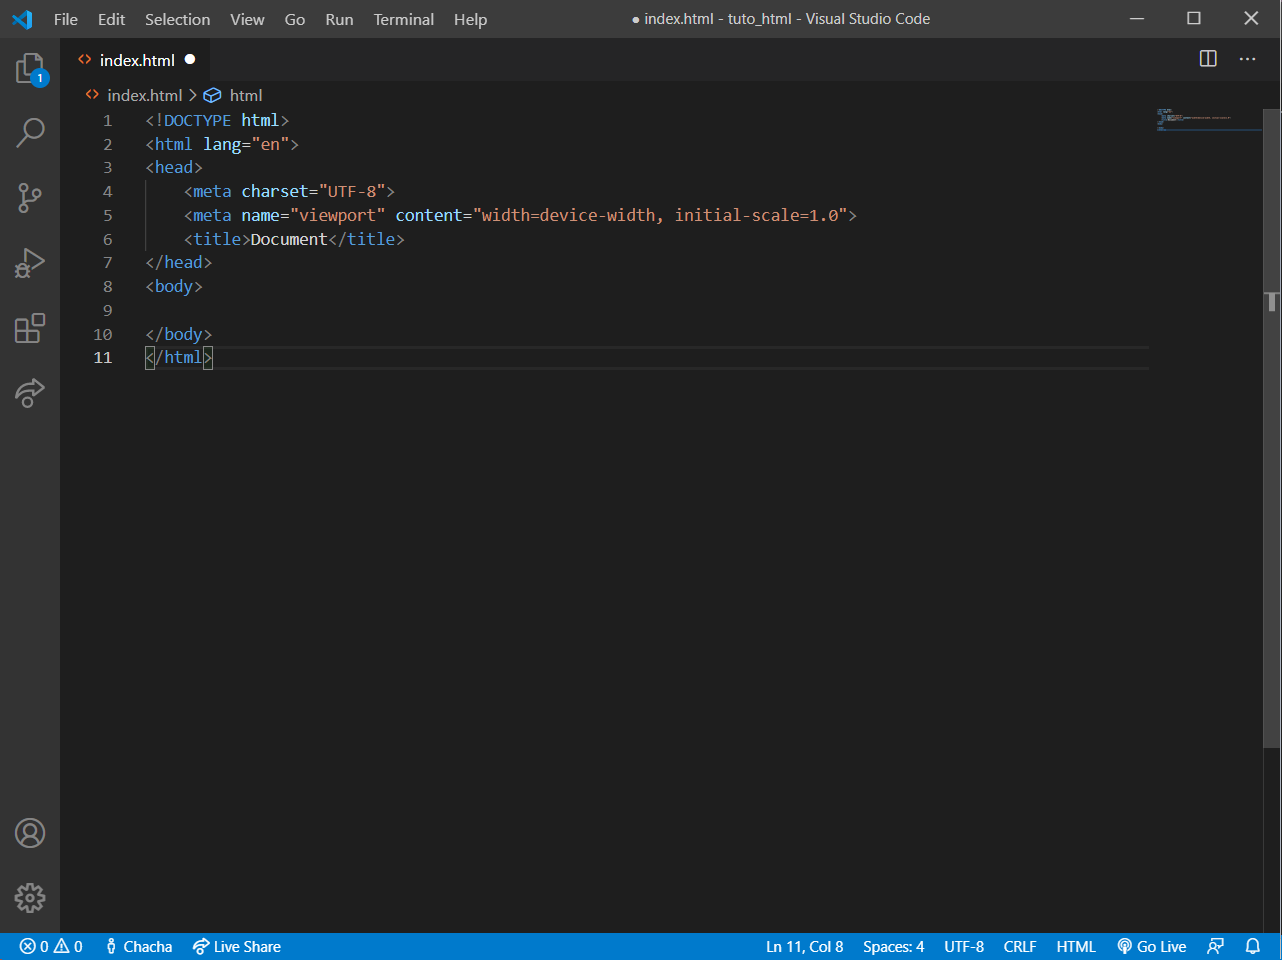 File Edit Selection View Go Run Terminal Help ● index.html - tuto_html - Visual Studio Code
1
index.html ●
index.html > html
1 <!DOCTYPE html>
2 <html lang="en">
3 <head>
4     <meta charset="UTF-8">
5     <meta name="viewport" content="width=device-width, initial-scale=1.0">
6     <title>Document</title>
7 </head>
8 <body>
9
10 </body>
11 </html>
0 0 Chacha Live Share Ln 11, Col 8 Spaces: 4 UTF-8 CRLF HTML Go Live